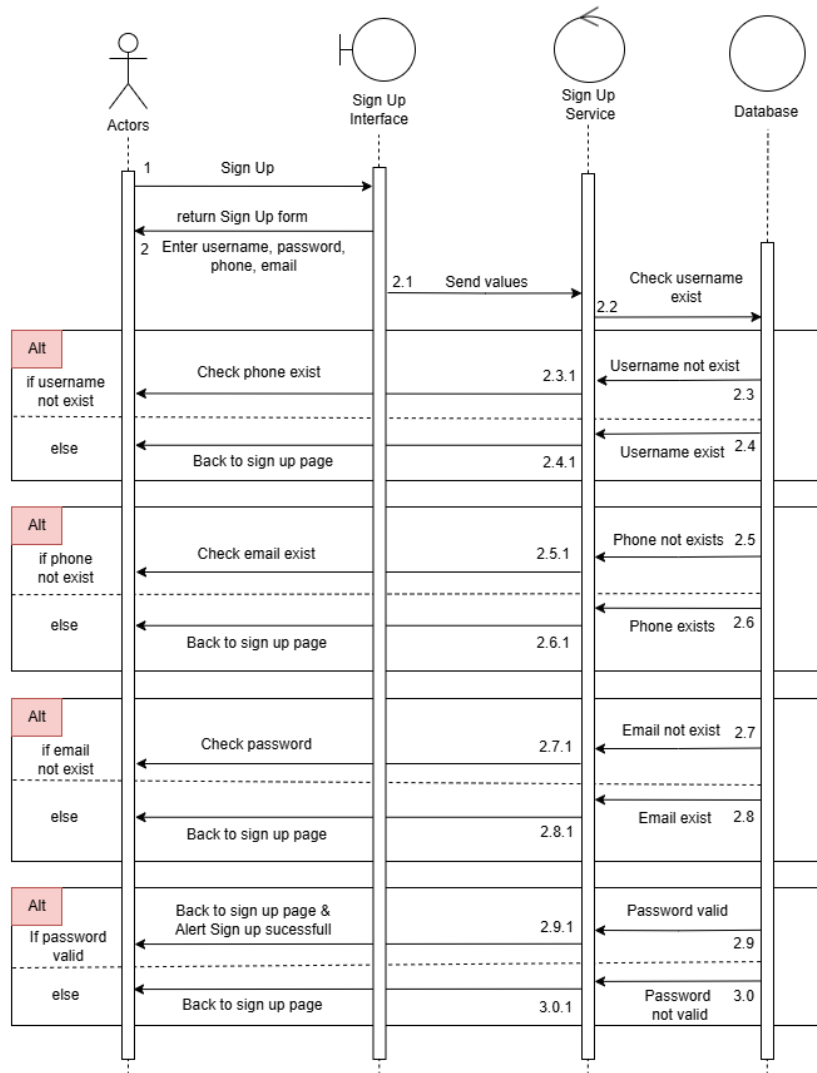 Actors
Sign Up
Interface
Sign Up
Service
Database
1
Sign Up
return Sign Up form
2
Enter username, password,
phone, email
2.1
Send values
Check username
exist
2.2
Alt
if username
not exist
Check phone exist
2.3.1
Username not exist
2.3
else
Back to sign up page
2.4.1
Username exist
2.4
Alt
if phone
not exist
Check email exist
2.5.1
Phone not exists
2.5
else
Back to sign up page
2.6.1
Phone exists
2.6
Alt
if email
not exist
Check password
2.7.1
Email not exist
2.7
else
Back to sign up page
2.8.1
Email exist
2.8
Alt
If password
valid
Back to sign up page &
Alert Sign up sucessfull
2.9.1
Password valid
2.9
else
Back to sign up page
3.0.1
Password
not valid
3.0